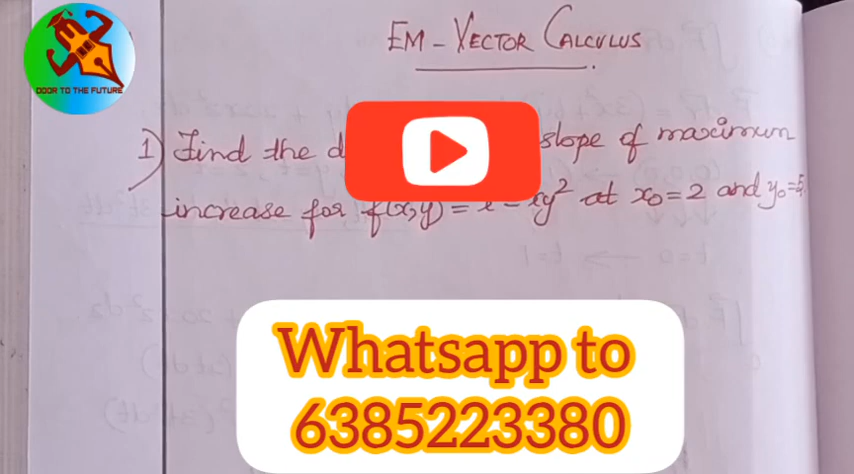 DOOR TO THE FUTURE
EM - VECTOR CALCULUS
1) Find the d slope of maximum
increase for f(x,y) = xy² at x₀=2 and y₀=5,
Whatsapp to
6385223380